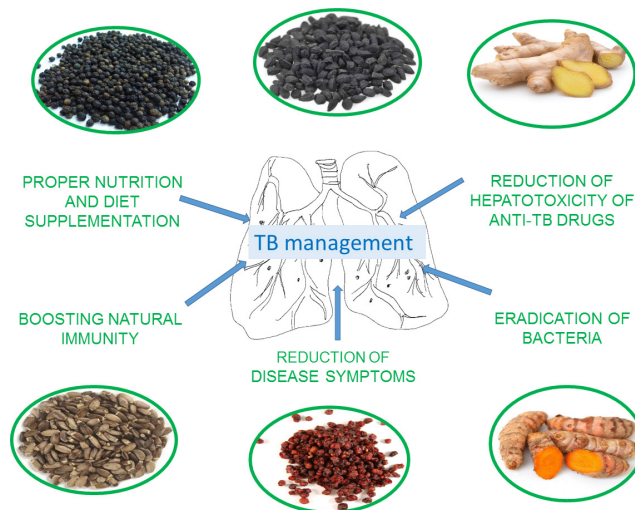 PROPER NUTRITION
AND DIET
SUPPLEMENTATION
REDUCTION OF
HEPATOTOXICITY OF
ANTI-TB DRUGS
TB management
BOOSTING NATURAL
IMMUNITY
REDUCTION OF
DISEASE SYMPTOMS
ERADICATION OF
BACTERIA